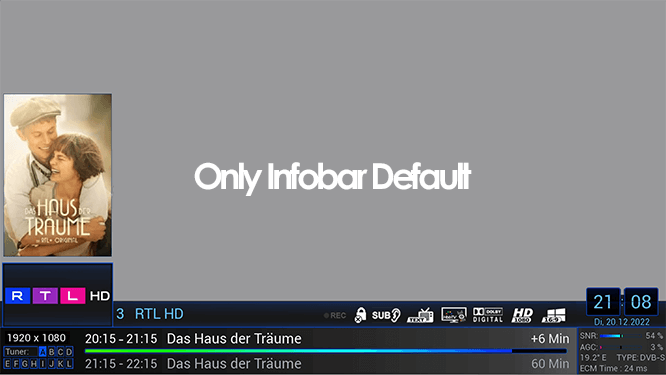 Only Infobar Default
DAS HAUS DER
TRÄUME
RTL+ ORIGINAL
R T L HD
3 RTL HD
REC
SUB
TEXT
DOLBY
DIGITAL
HD
1080
16:9
21:08
Di, 20.12.2022
1920 x 1080
Tuner: A B C D
E F G H I J K L
20:15 - 21:15 Das Haus der Träume +6 Min
21:15 - 22:15 Das Haus der Träume 60 Min
SNR: 54 %
AGC: 3 %
19.2° E TYPE: DVB-S
ECM Time : 24 ms